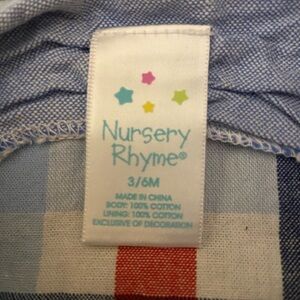 Nursery
Rhyme®
3/6M
MADE IN CHINA
BODY: 100% COTTON
LINING: 100% COTTON
EXCLUSIVE OF DECORATION